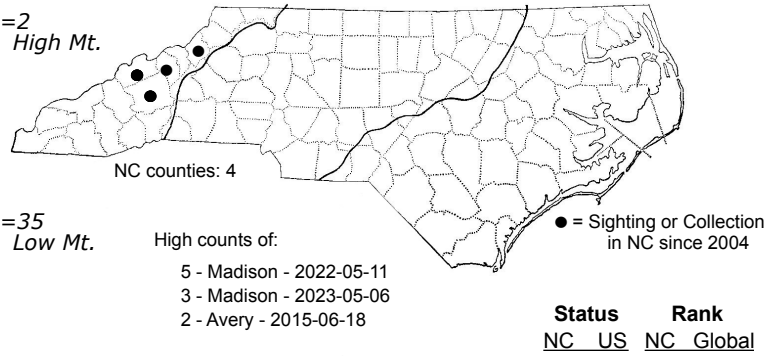 =2
High Mt.
NC counties: 4
=35
Low Mt.
High counts of:
5 - Madison - 2022-05-11
3 - Madison - 2023-05-06
2 - Avery - 2015-06-18
● = Sighting or Collection
in NC since 2004
Status Rank
NC US NC Global